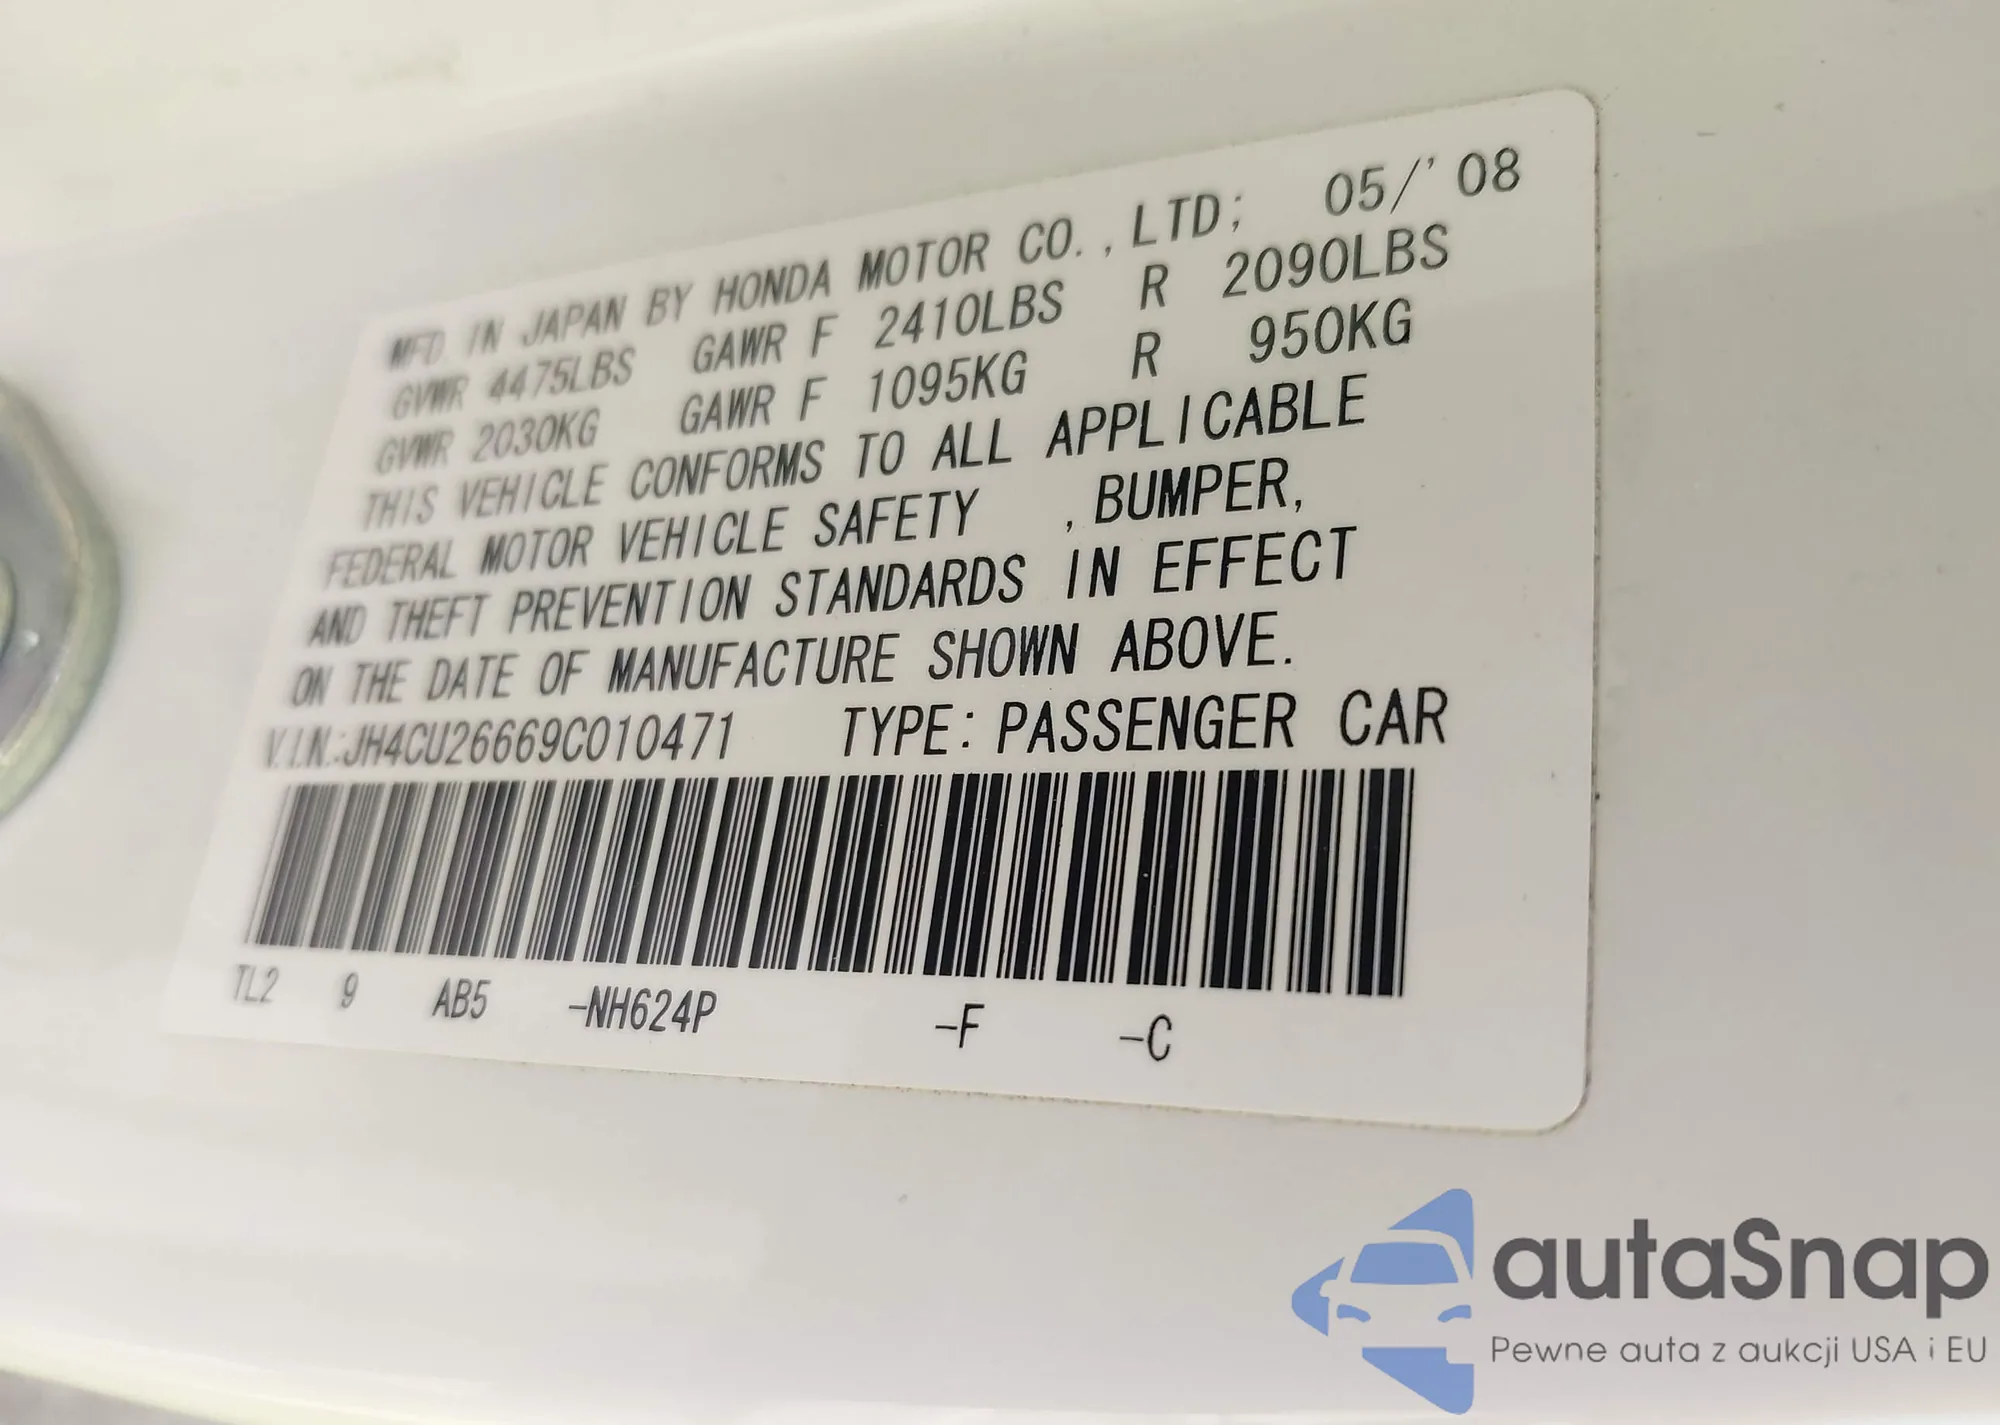 MFD. IN JAPAN BY HONDA MOTOR CO.,LTD; 05/'08
GVWR 4475LBS GAWR F 2410LBS R 2090LBS
GVWR 2030KG GAWR F 1095KG R 950KG
THIS VEHICLE CONFORMS TO ALL APPLICABLE
FEDERAL MOTOR VEHICLE SAFETY , BUMPER,
AND THEFT PREVENTION STANDARDS IN EFFECT
ON THE DATE OF MANUFACTURE SHOWN ABOVE.
V.I.N.:JH4CU26669C010471 TYPE: PASSENGER CAR
TL2 9 AB5 -NH624P -F -C
autaSnap
Pewne auta z aukcji USA i EU